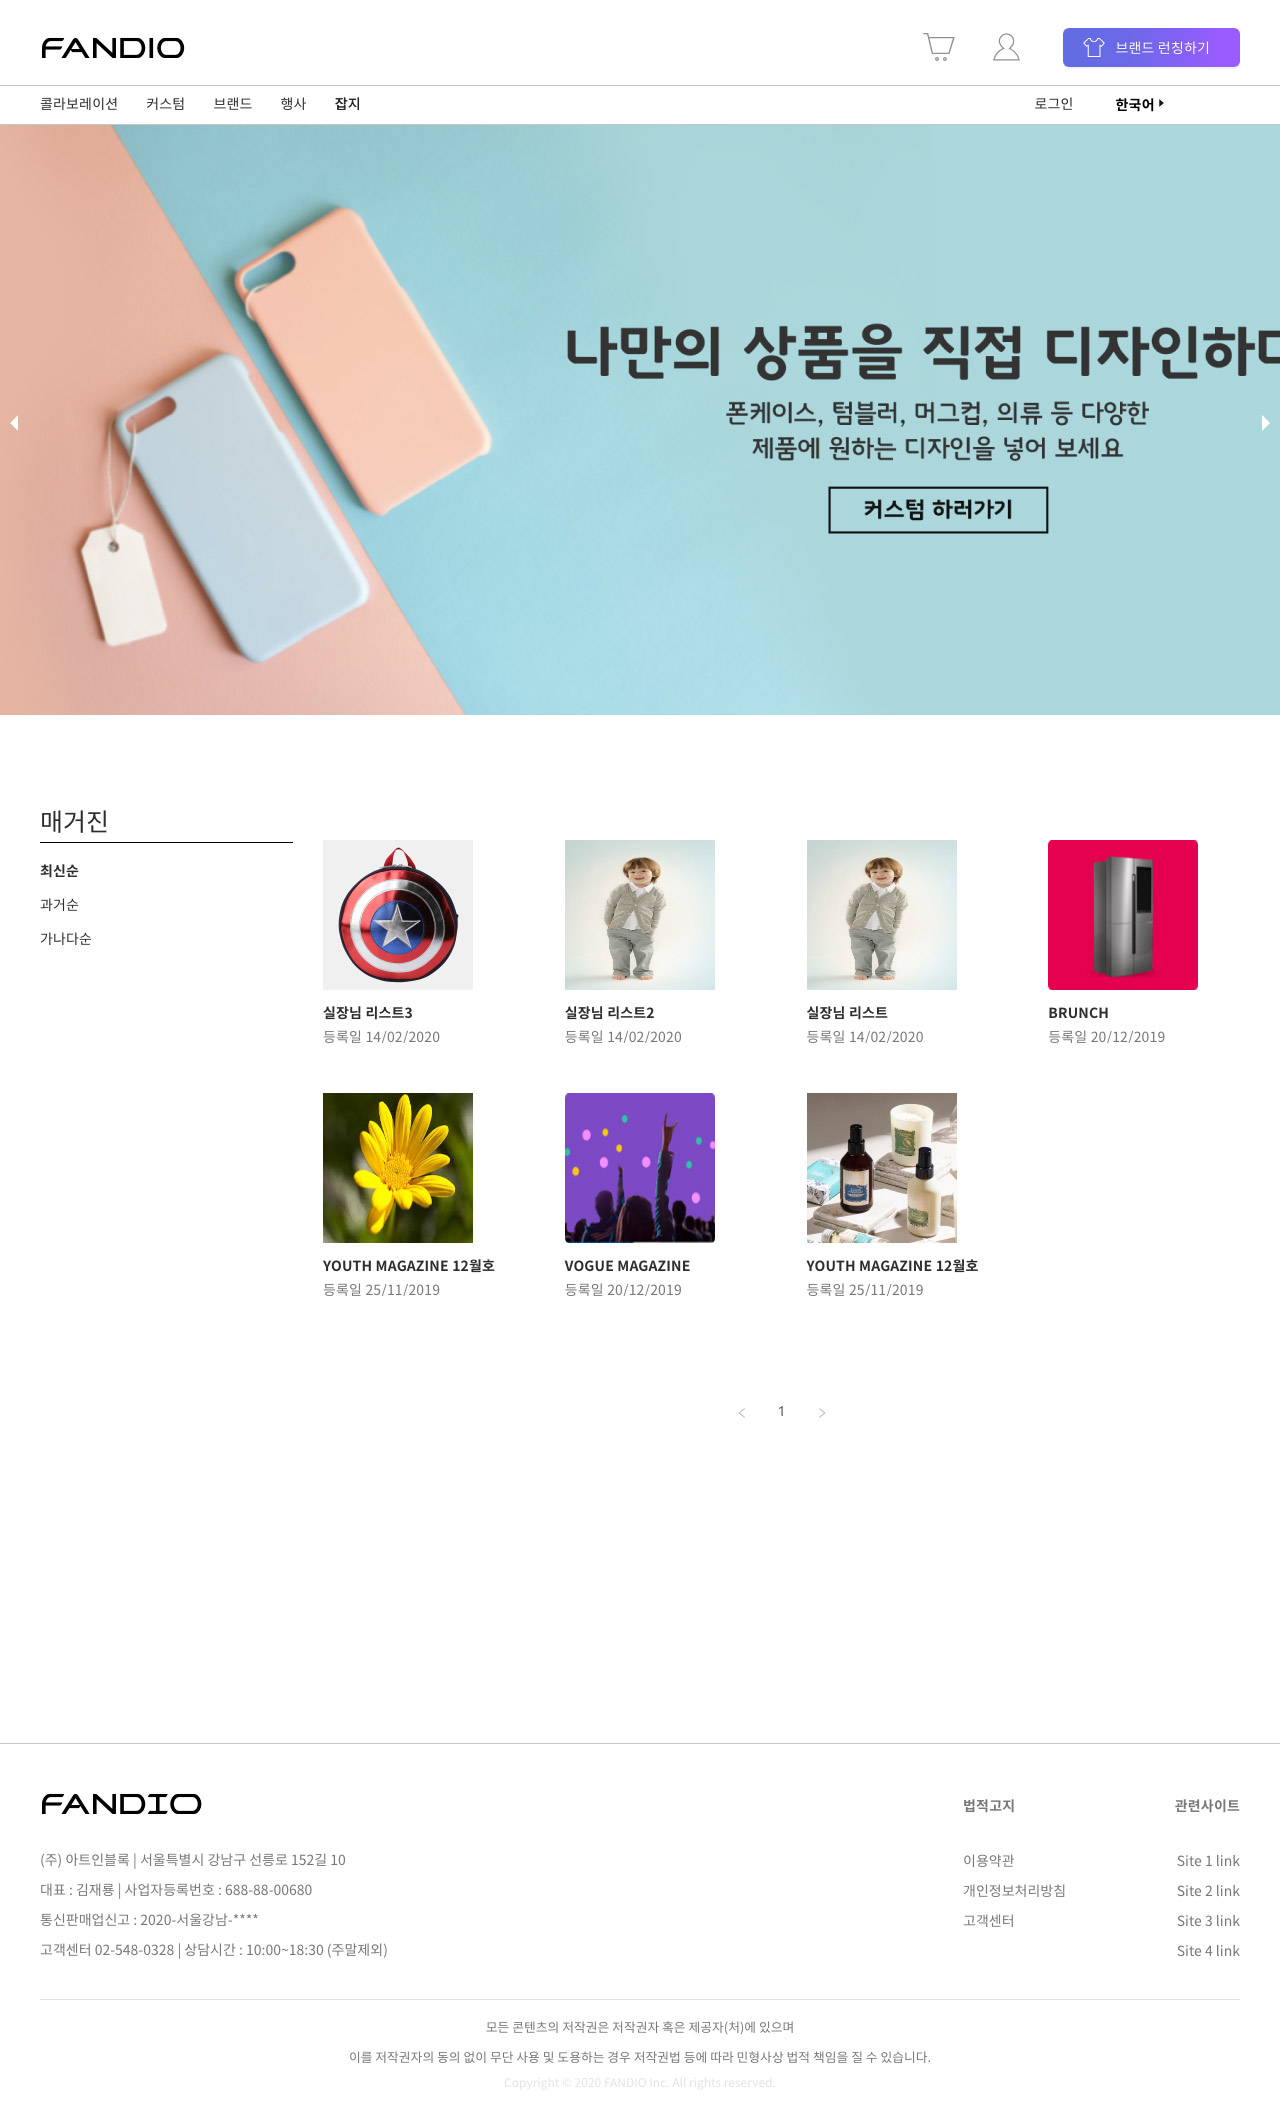 FANDIO
브랜드 런칭하기
콜라보레이션 커스텀 브랜드 행사 잡지 로그인 한국어
나만의 상품을 직접 디자인하다
폰케이스, 텀블러, 머그컵, 의류 등 다양한
제품에 원하는 디자인을 넣어 보세요
커스텀 하러가기
매거진
최신순
과거순
가나다순
실장님 리스트3
등록일 14/02/2020
실장님 리스트2
등록일 14/02/2020
실장님 리스트
등록일 14/02/2020
BRUNCH
등록일 20/12/2019
YOUTH MAGAZINE 12월호
등록일 25/11/2019
VOGUE MAGAZINE
등록일 20/12/2019
YOUTH MAGAZINE 12월호
등록일 25/11/2019
< 1 >
FANDIO
(주) 아트인블록 | 서울특별시 강남구 선릉로 152길 10
대표 : 김재룡 | 사업자등록번호 : 688-88-00680
통신판매업신고 : 2020-서울강남-****
고객센터 02-548-0328 | 상담시간 : 10:00~18:30 (주말제외)
법적고지
이용약관
개인정보처리방침
고객센터
관련사이트
Site 1 link
Site 2 link
Site 3 link
Site 4 link
모든 콘텐츠의 저작권은 저작권자 혹은 제공자(처)에 있으며
이를 저작권자의 동의 없이 무단 사용 및 도용하는 경우 저작권법 등에 따라 민형사상 법적 책임을 질 수 있습니다.
Copyright © 2020 FANDIO Inc. All rights reserved.